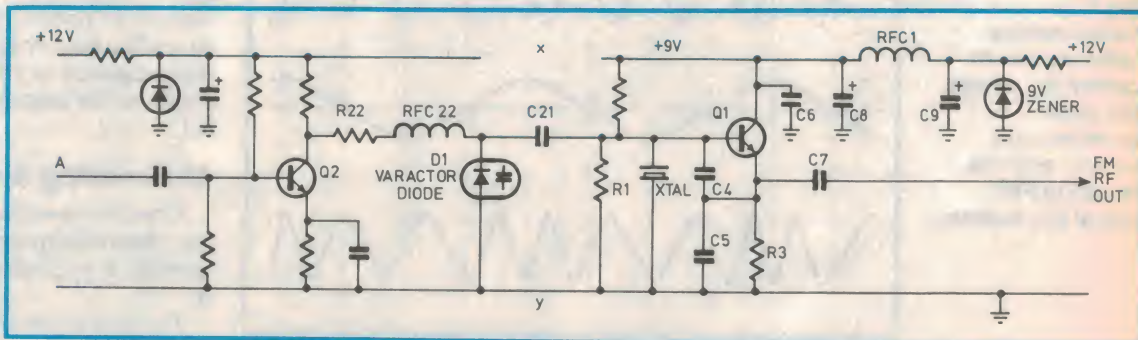 +12V
x
+9V
RFC1
+12V
R22
RFC 22
C21
Q1
C6
C8
C9
9V
ZENER
A
Q2
D1
VARACTOR
DIODE
R1
XTAL
C4
C7
FM
RF
OUT
C5
R3
y